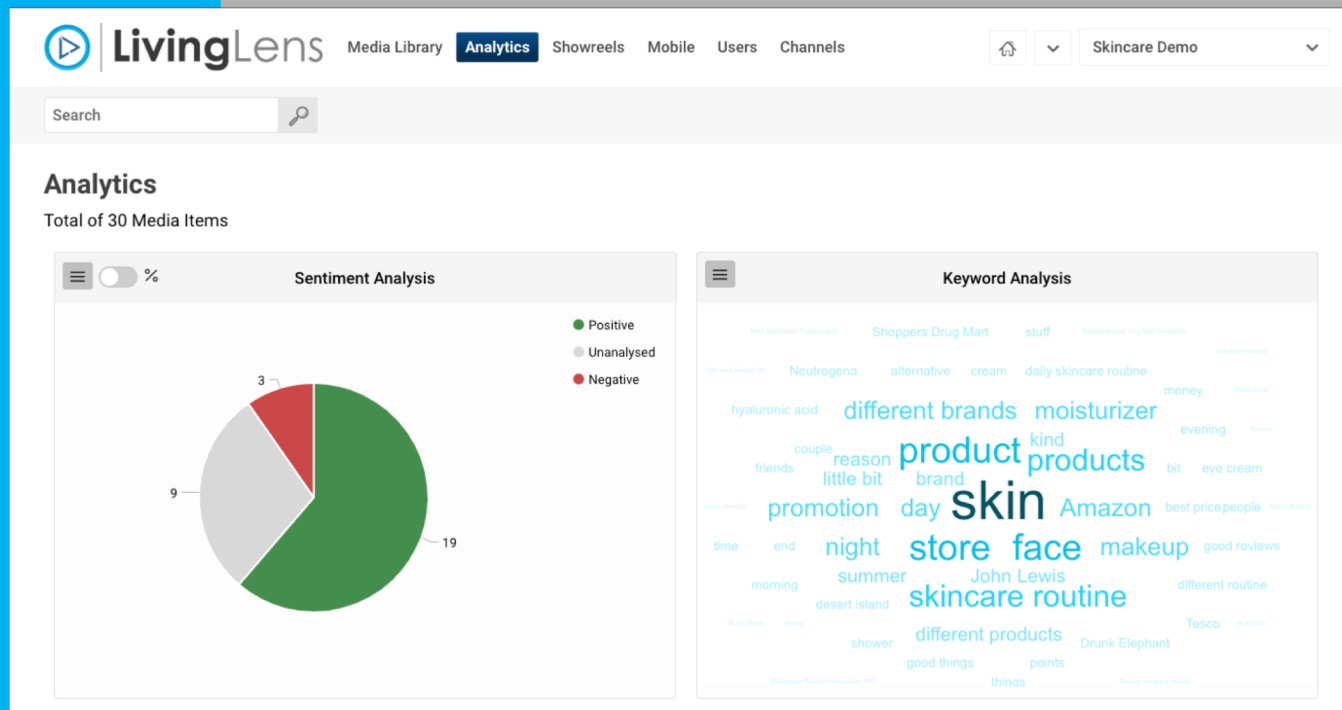 LivingLens Media Library Analytics Showreels Mobile Users Channels Skincare Demo
Search
Analytics
Total of 30 Media Items
% Sentiment Analysis
Positive
Unanalysed
Negative
3
9
19
Keyword Analysis
Shoppers Drug Mart stuff
Neutrogena alternative cream daily skincare routine
money
hyaluronic acid different brands moisturizer
evening
couple reason product kind products
friends little bit brand bit eye cream
promotion day skin Amazon best price people
time end night store face makeup good reviews
morning summer John Lewis different routine
desert island skincare routine
Tesco
shower different products Drunk Elephant
good things points
things